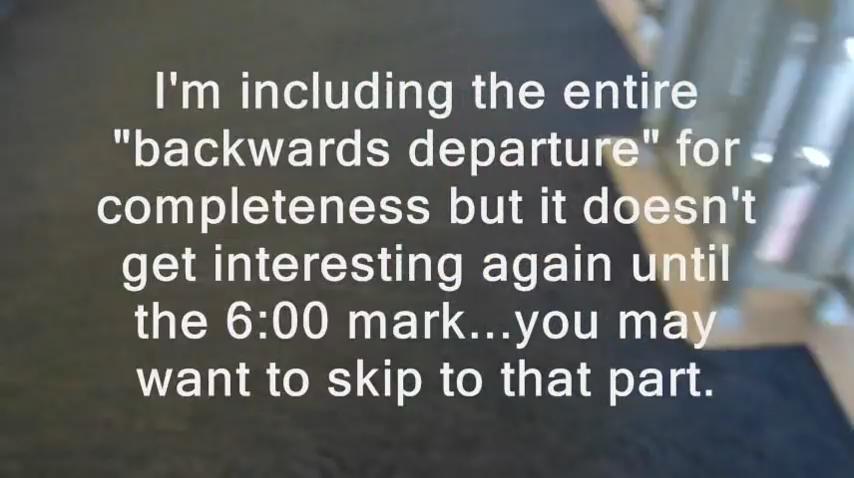 I'm including the entire
"backwards departure" for
completeness but it doesn't
get interesting again until
the 6:00 mark...you may
want to skip to that part.